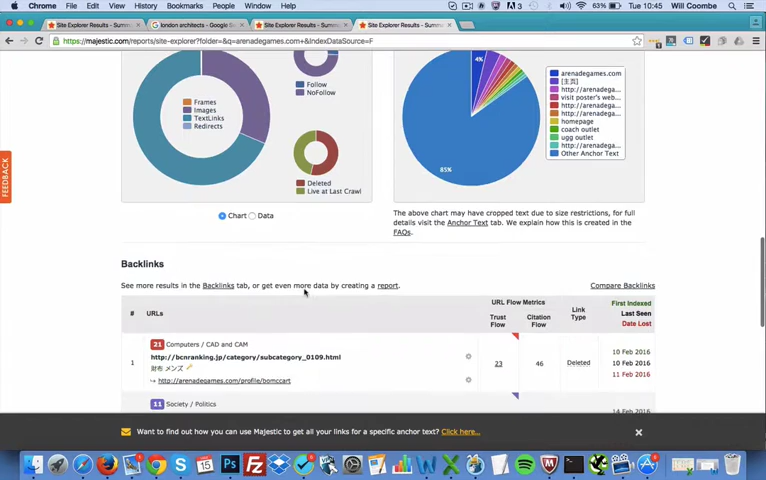 Chrome File Edit View History Bookmarks People Window Help
63% Tue 10:45 Will Coombe
Site Explorer Results - Summ...
london architects - Google Se...
Site Explorer Results - Summ...
Site Explorer Results - Summ...
https://majestic.com/reports/site-explorer?folder=&q=arenadegames.com+&IndexDataSource=F
FEEDBACK
Frames
Images
TextLinks
Redirects
Follow
NoFollow
Deleted
Live at Last Crawl
4%
85%
arenadegames.com
[主页]
http://arenadega...
visit poster's web...
http://arenadega...
http://arenadega...
homepage
coach outlet
ugg outlet
http://arenadega...
Other Anchor Text
Chart Data
The above chart may have cropped text due to size restrictions, for full
details visit the Anchor Text tab. We explain how this is created in the
FAQs.
Backlinks
See more results in the Backlinks tab, or get even more data by creating a report.
Compare Backlinks
# URLs
URL Flow Metrics
Trust
Flow
Citation
Flow
Link
Type
First Indexed
Last Seen
Date Lost
1
21 Computers / CAD and CAM
http://bcnranking.jp/category/subcategory_0109.html
財布 メンズ
http://arenadegames.com/profile/bomccart
23
46
Deleted
10 Feb 2016
10 Feb 2016
11 Feb 2016
11 Society / Politics
14 Feb 2016
Want to find out how you can use Majestic to get all your links for a specific anchor text? Click here...